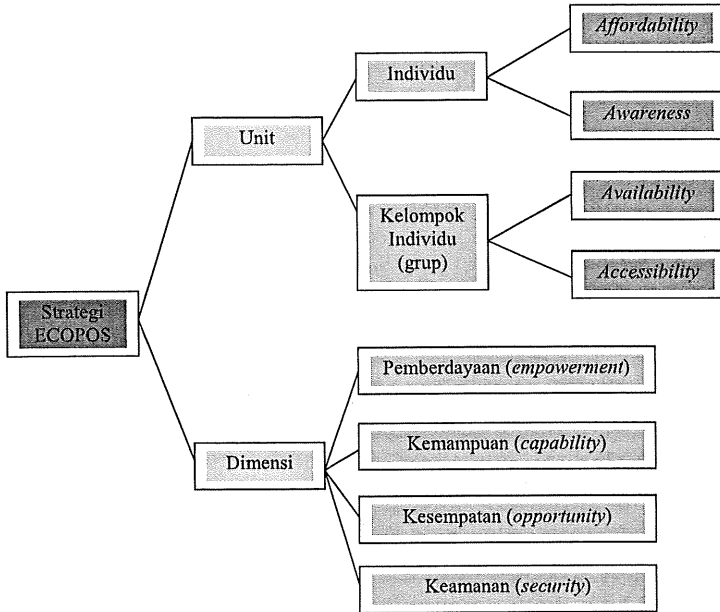 Affordability
Individu
Awareness
Unit
Availability
Kelompok
Individu
(grup)
Accessibility
Strategi
ECOPOS
Pemberdayaan (empowerment)
Kemampuan (capability)
Dimensi
Kesempatan (opportunity)
Keamanan (security)